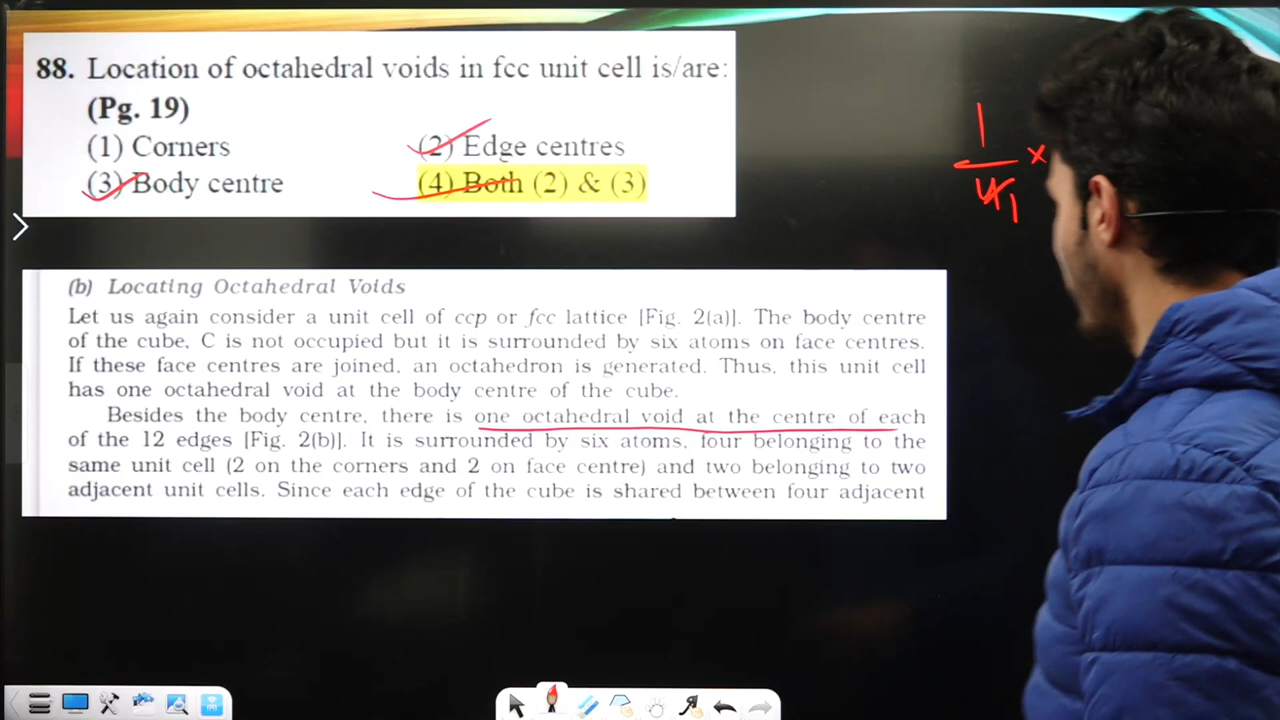 88. Location of octahedral voids in fcc unit cell is/are:
(Pg. 19)
(1) Corners (2) Edge centres
(3) Body centre (4) Both (2) & (3)
1
×
4 1
(b) Locating Octahedral Voids
Let us again consider a unit cell of ccp or fcc lattice [Fig. 2(a)]. The body centre
of the cube, C is not occupied but it is surrounded by six atoms on face centres.
If these face centres are joined, an octahedron is generated. Thus, this unit cell
has one octahedral void at the body centre of the cube.
Besides the body centre, there is one octahedral void at the centre of each
of the 12 edges [Fig. 2(b)]. It is surrounded by six atoms, four belonging to the
same unit cell (2 on the corners and 2 on face centre) and two belonging to two
adjacent unit cells. Since each edge of the cube is shared between four adjacent